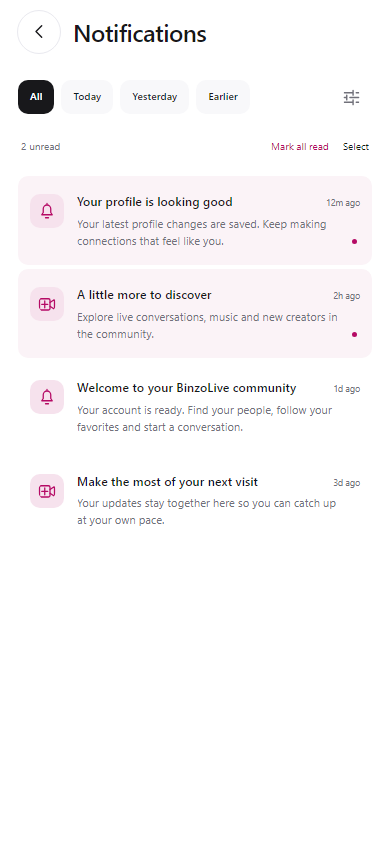 Notifications
All
Today
Yesterday
Earlier
2 unread
Mark all read
Select
Your profile is looking good
12m ago
Your latest profile changes are saved. Keep making
connections that feel like you.
A little more to discover
2h ago
Explore live conversations, music and new creators in
the community.
Welcome to your BinzoLive community
1d ago
Your account is ready. Find your people, follow your
favorites and start a conversation.
Make the most of your next visit
3d ago
Your updates stay together here so you can catch up
at your own pace.